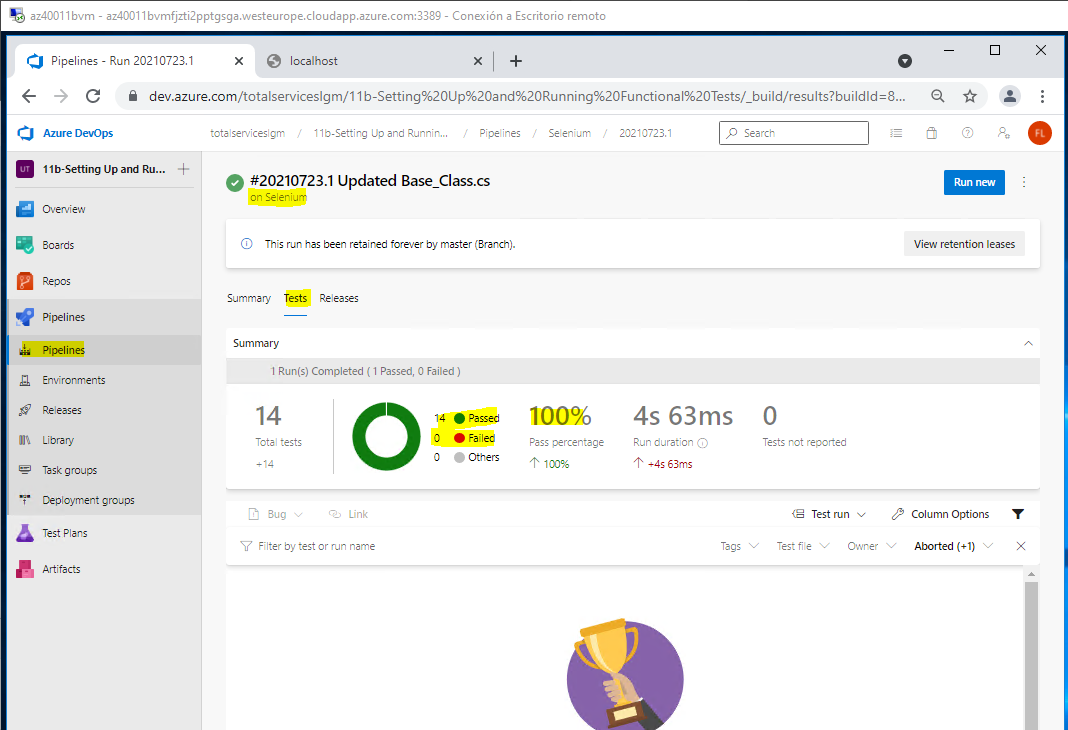 az40011bvm - az40011bvmfjzti2pptgsga.westeurope.cloudapp.azure.com:3389 - Conexión a Escritorio remoto
Pipelines - Run 20210723.1
localhost
dev.azure.com/totalserviceslgm/11b-Setting%20Up%20and%20Running%20Functional%20Tests/_build/results?buildId=8...
Azure DevOps
totalserviceslgm / 11b-Setting Up and Runnin... / Pipelines / Selenium / 20210723.1
Search
FL
UT
11b-Setting Up and Ru...
Overview
Boards
Repos
Pipelines
Pipelines
Environments
Releases
Library
Task groups
Deployment groups
Test Plans
Artifacts
#20210723.1 Updated Base_Class.cs
on Selenium
Run new
This run has been retained forever by master (Branch).
View retention leases
Summary
Tests
Releases
Summary
1 Run(s) Completed ( 1 Passed, 0 Failed )
14
Total tests
+14
14 Passed
0 Failed
0 Others
100%
Pass percentage
100%
4s 63ms
Run duration
+4s 63ms
0
Tests not reported
Bug
Link
Test run
Column Options
Filter by test or run name
Tags
Test file
Owner
Aborted (+1)